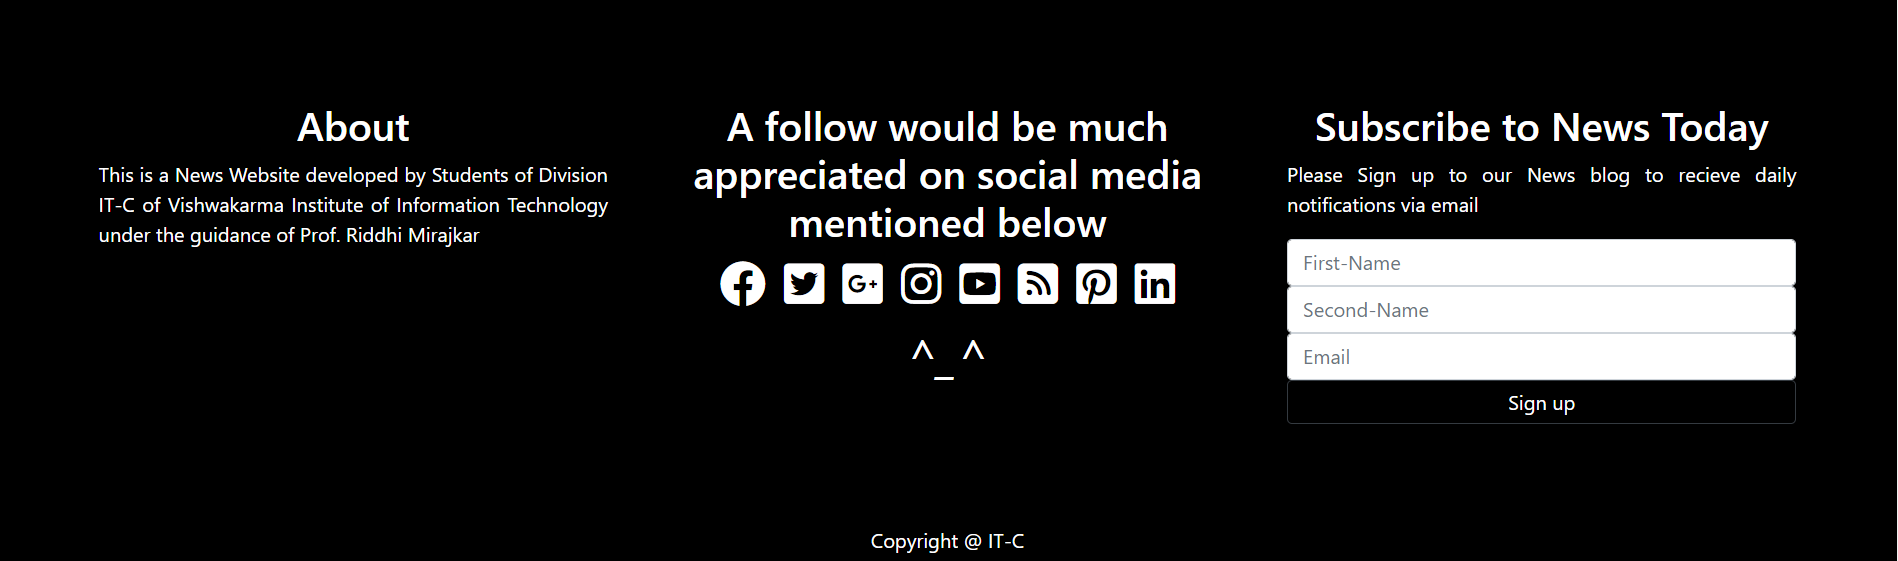 About
This is a News Website developed by Students of Division
IT-C of Vishwakarma Institute of Information Technology
under the guidance of Prof. Riddhi Mirajkar
A follow would be much
appreciated on social media
mentioned below
^_^
Subscribe to News Today
Please Sign up to our News blog to recieve daily
notifications via email
First-Name
Second-Name
Email
Sign up
Copyright @ IT-C